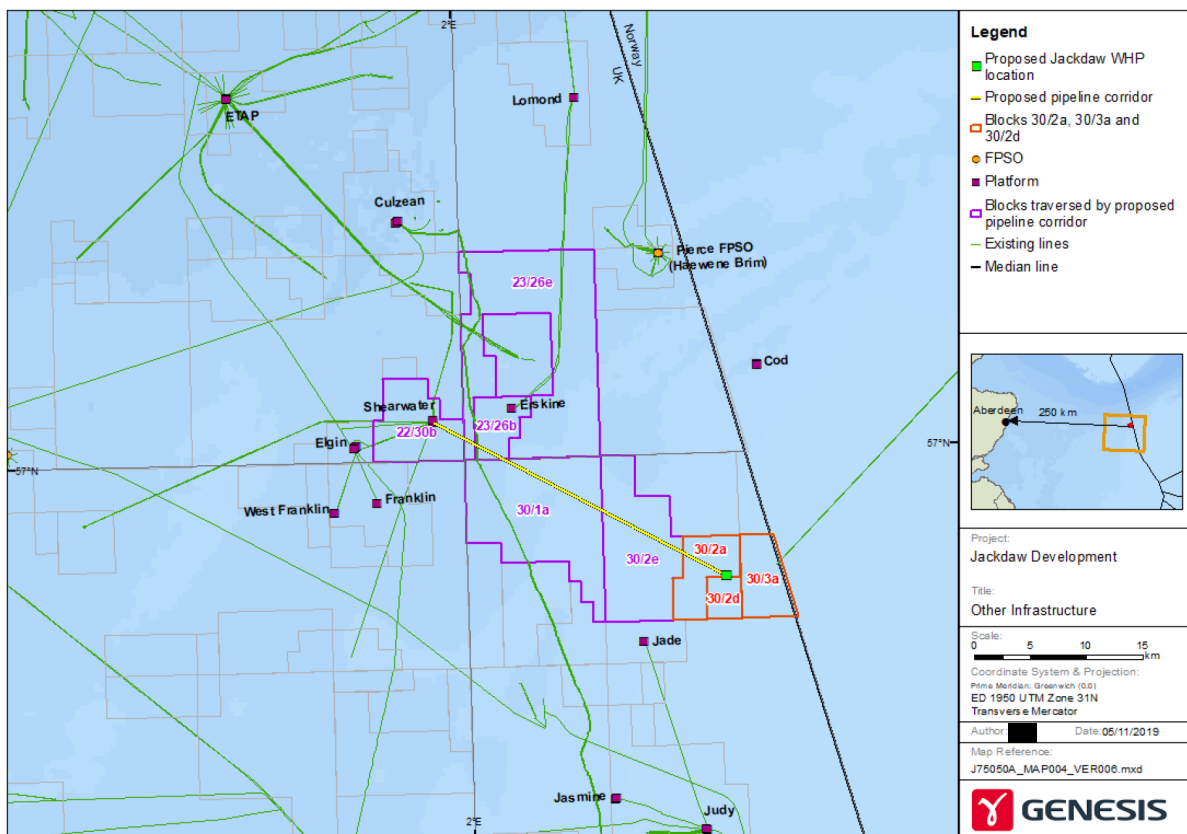 2°E
Norway
UK
ETAP
Lomond
Culzean
Pierce FPSO
(Haewene Brim)
23/26e
Cod
Shearwater
Erskine
22/30b
23/26b
Elgin
57°N
57°N
Franklin
West Franklin
30/1a
30/2e
30/2a
30/3a
30/2d
Jade
Jasmine
Judy
2°E
Legend
Proposed Jackdaw WHP
location
Proposed pipeline corridor
Blocks 30/2a, 30/3a and
30/2d
FPSO
Platform
Blocks traversed by proposed
pipeline corridor
Existing lines
Median line
Aberdeen
250 km
Project:
Jackdaw Development
Title:
Other Infrastructure
Scale:
0 5 10 15
km
Coordinate System & Projection:
Prime Meridian: Greenwich (0.0)
ED 1950 UTM Zone 31N
Transverse Mercator
Author: Date: 05/11/2019
Map Reference:
J75050A_MAP004_VER006.mxd
GENESIS